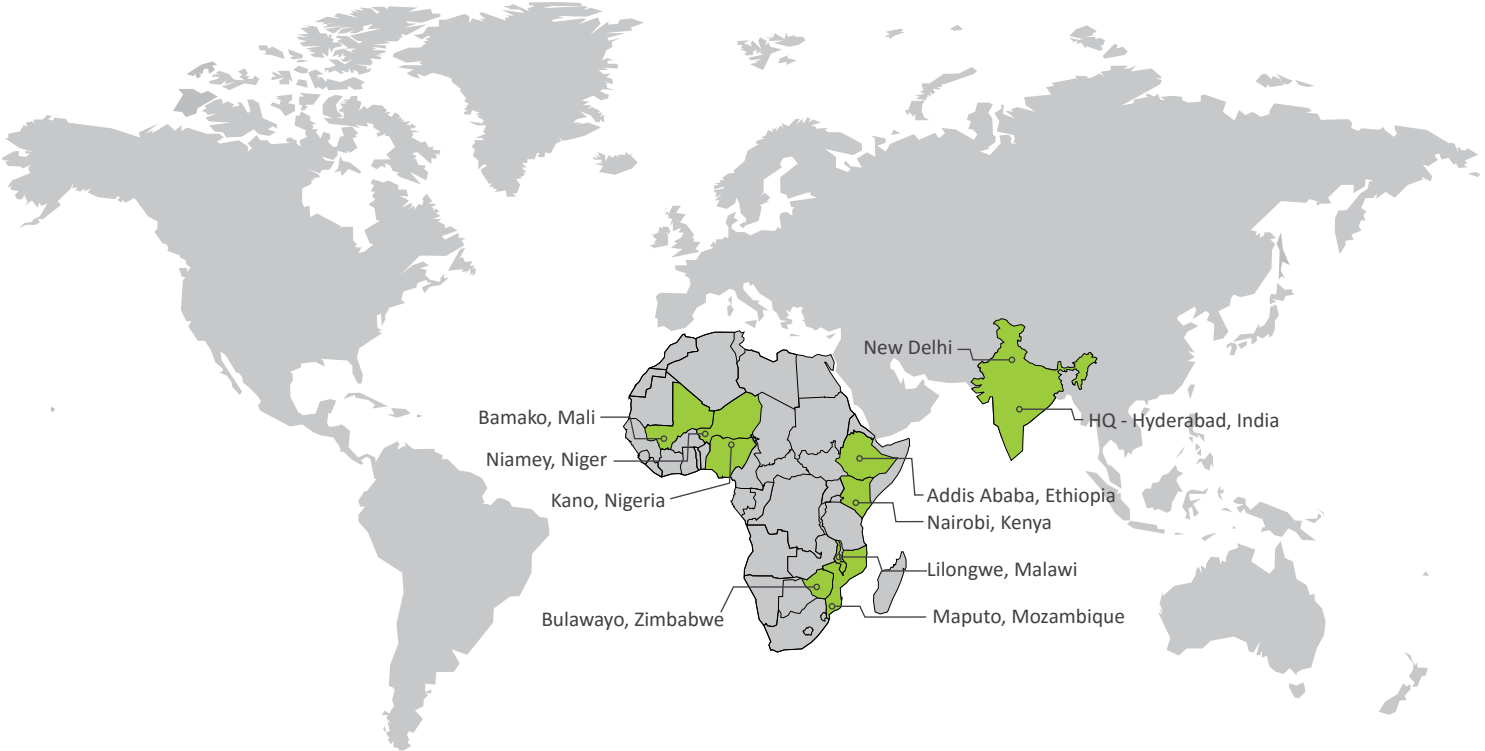 New Delhi
Bamako, Mali
HQ - Hyderabad, India
Niamey, Niger
Kano, Nigeria
Addis Ababa, Ethiopia
Nairobi, Kenya
Lilongwe, Malawi
Bulawayo, Zimbabwe
Maputo, Mozambique